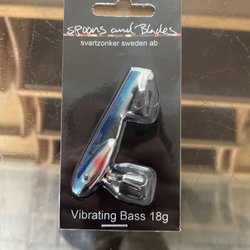 spoons and Blades
svartzonker sweden ab
Vibrating Bass 18g